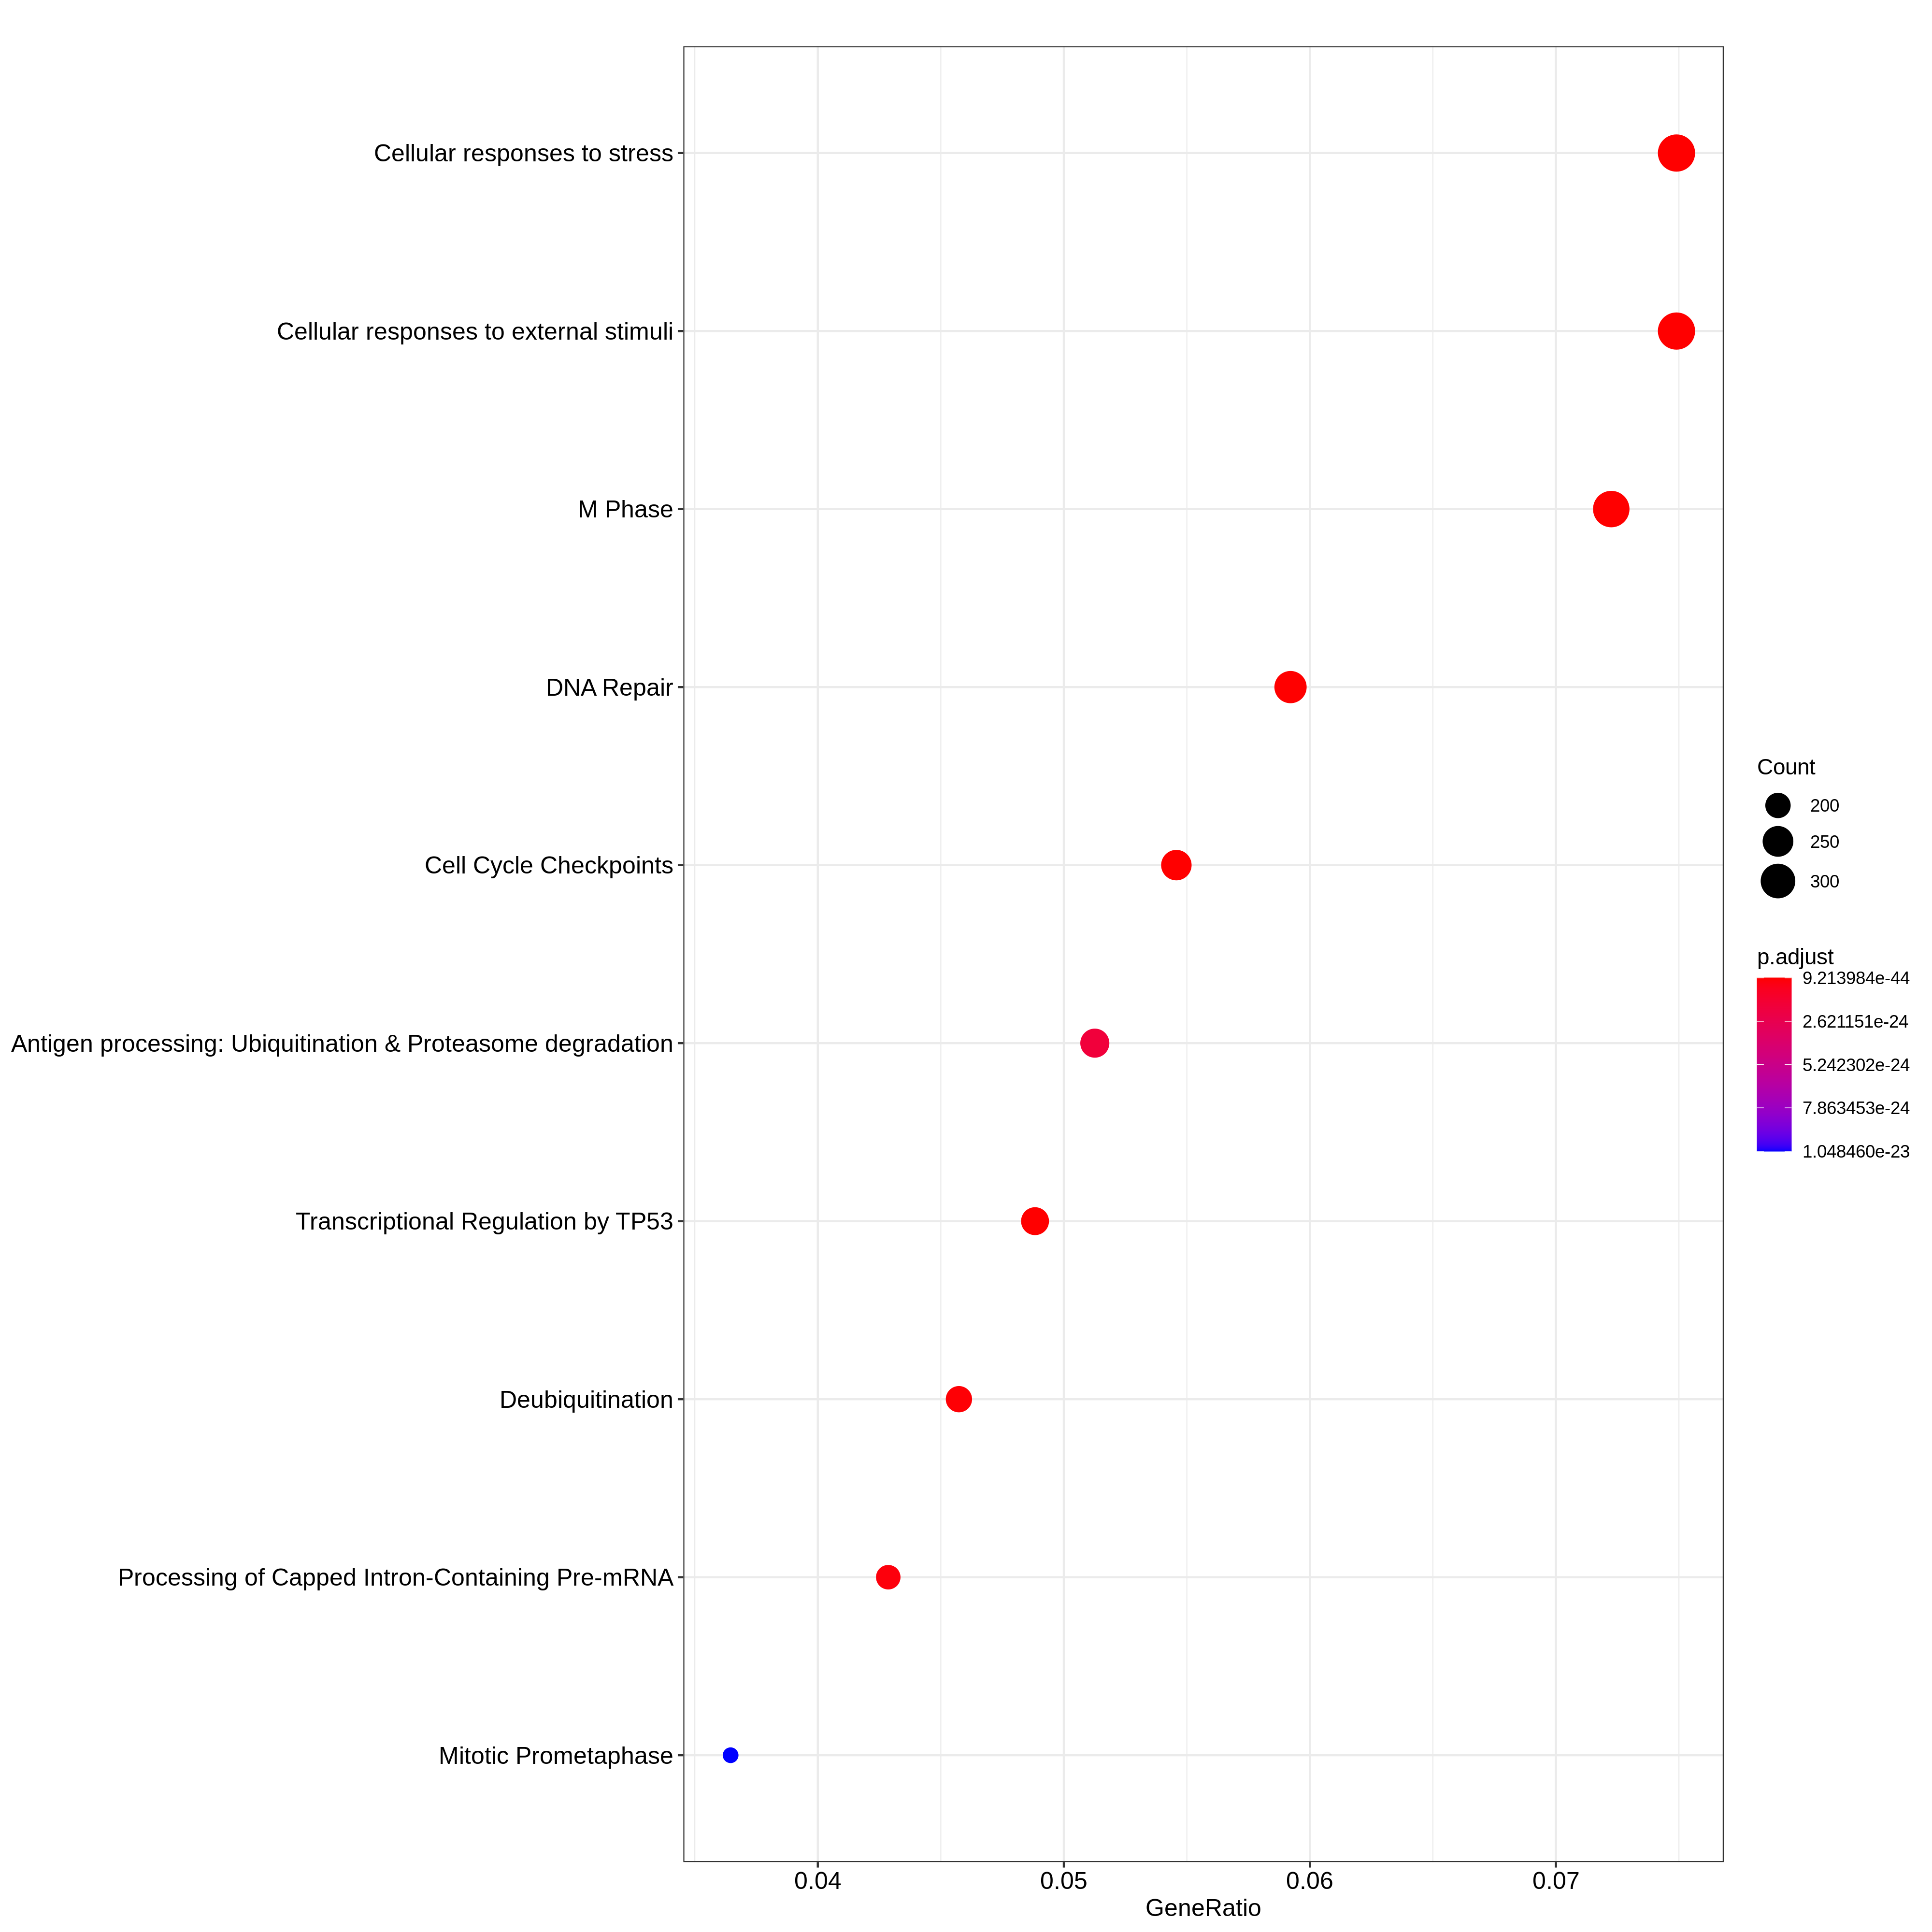 Cellular responses to stress
Cellular responses to external stimuli
M Phase
DNA Repair
Cell Cycle Checkpoints
Antigen processing: Ubiquitination & Proteasome degradation
Transcriptional Regulation by TP53
Deubiquitination
Processing of Capped Intron-Containing Pre-mRNA
Mitotic Prometaphase
0.04 0.05 0.06 0.07
GeneRatio
Count
200
250
300
p.adjust
9.213984e-44
2.621151e-24
5.242302e-24
7.863453e-24
1.048460e-23